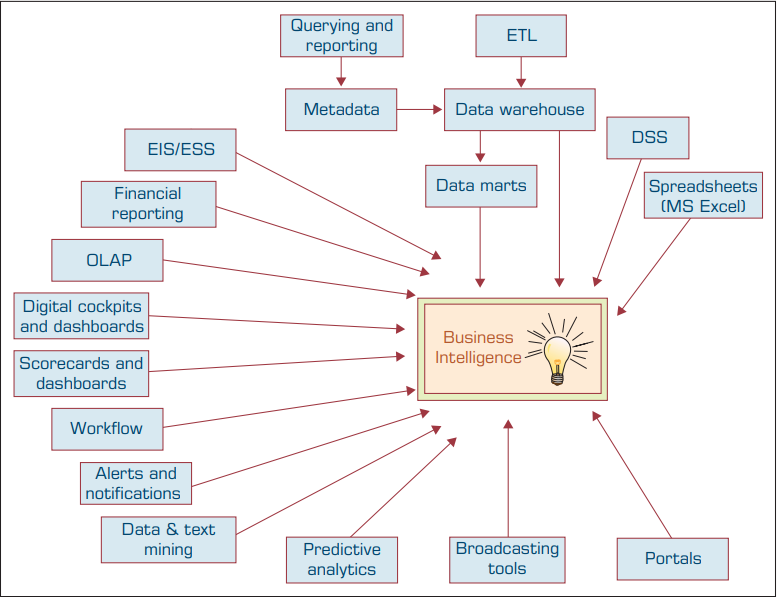 Querying and
reporting
ETL
Metadata
Data warehouse
DSS
EIS/ESS
Data marts
Spreadsheets
(MS Excel)
Financial
reporting
OLAP
Digital cockpits
and dashboards
Business
Intelligence
Scorecards and
dashboards
Workflow
Alerts and
notifications
Data & text
mining
Predictive
analytics
Broadcasting
tools
Portals